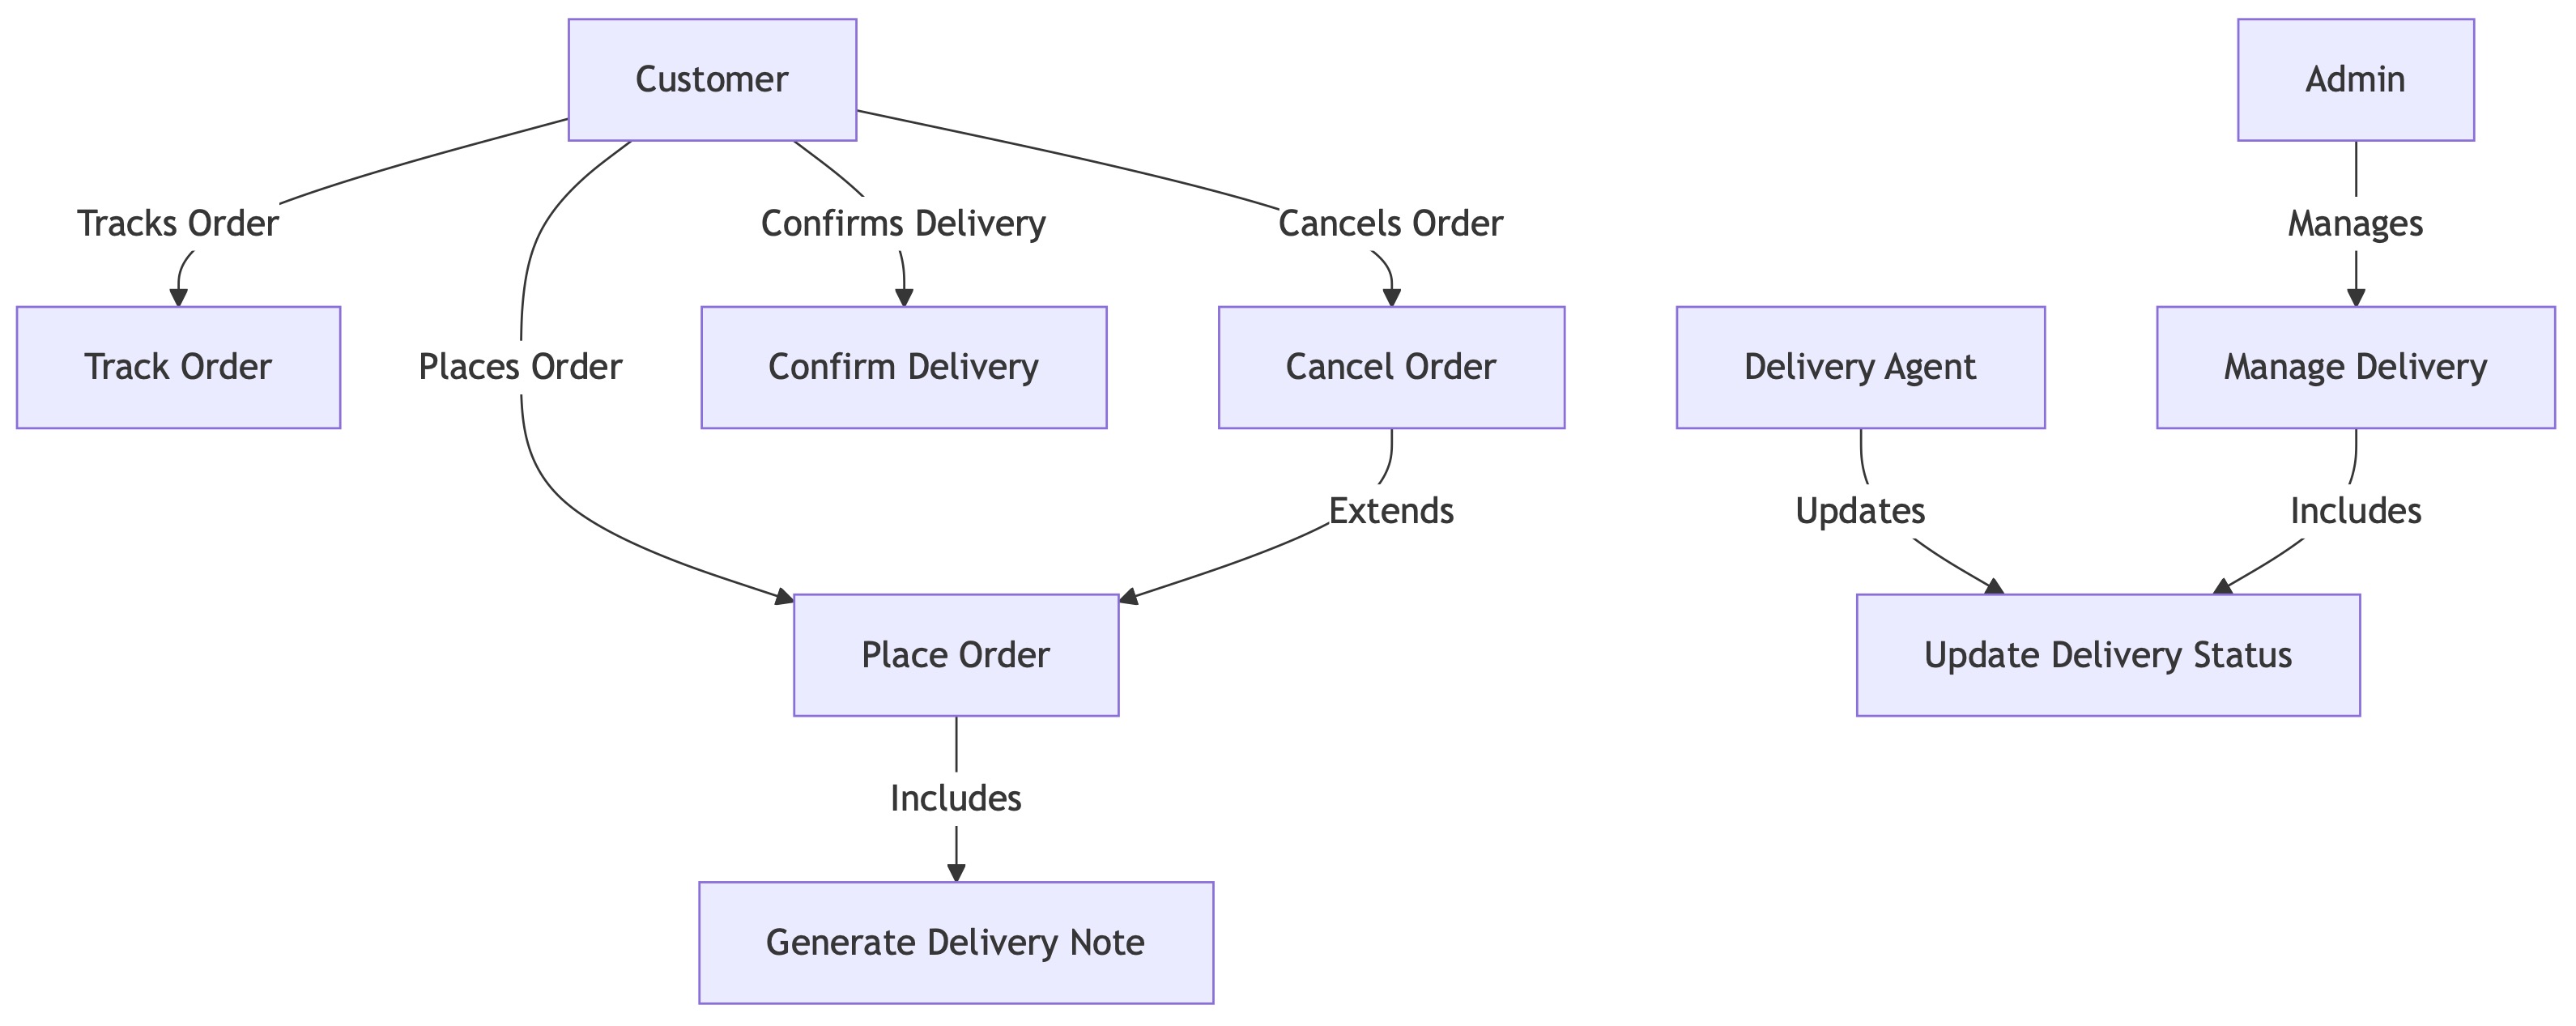 Customer
Admin
Tracks Order
Confirms Delivery
Cancels Order
Manages
Track Order
Places Order
Confirm Delivery
Cancel Order
Delivery Agent
Manage Delivery
Extends
Updates
Includes
Place Order
Update Delivery Status
Includes
Generate Delivery Note